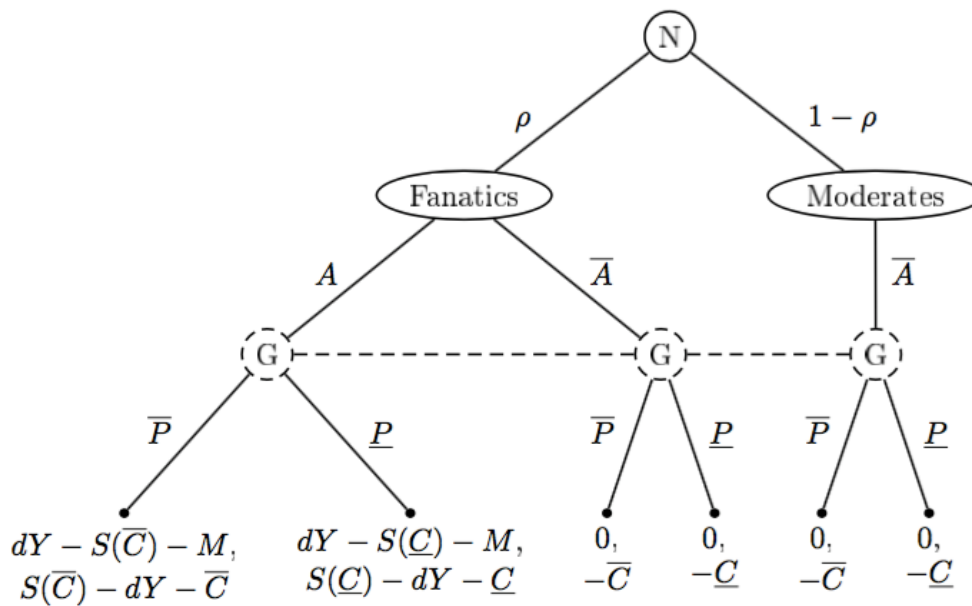 N
ρ
1 − ρ
Fanatics
Moderates
A
A̅
A̅
G
G
G
P̅
P̲
P̅
P̲
P̅
P̲
dY − S(C̅) − M,
S(C̅) − dY − C̅
dY − S(C̲) − M,
S(C̲) − dY − C̲
0,
−C̅
0,
−C̲
0,
−C̅
0,
−C̲